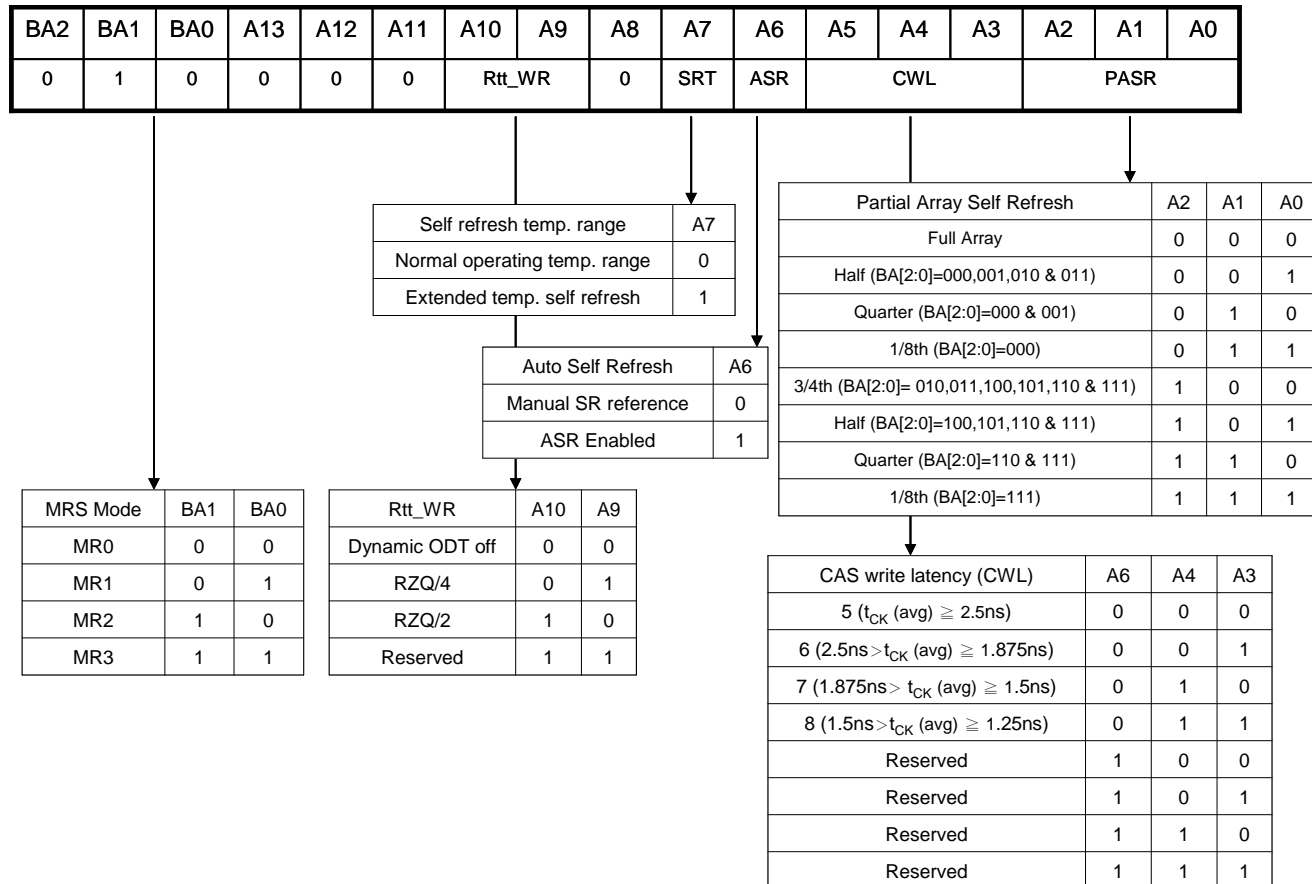 BA2 BA1 BA0 A13 A12 A11 A10 A9 A8 A7 A6 A5 A4 A3 A2 A1 A0
0 1 0 0 0 0 Rtt_WR 0 SRT ASR CWL PASR
Self refresh temp. range A7
Normal operating temp. range 0
Extended temp. self refresh 1
Partial Array Self Refresh A2 A1 A0
Full Array 0 0 0
Half (BA[2:0]=000,001,010 & 011) 0 0 1
Quarter (BA[2:0]=000 & 001) 0 1 0
1/8th (BA[2:0]=000) 0 1 1
3/4th (BA[2:0]= 010,011,100,101,110 & 111) 1 0 0
Half (BA[2:0]=100,101,110 & 111) 1 0 1
Quarter (BA[2:0]=110 & 111) 1 1 0
1/8th (BA[2:0]=111) 1 1 1
Auto Self Refresh A6
Manual SR reference 0
ASR Enabled 1
MRS Mode BA1 BA0
MR0 0 0
MR1 0 1
MR2 1 0
MR3 1 1
Rtt_WR A10 A9
Dynamic ODT off 0 0
RZQ/4 0 1
RZQ/2 1 0
Reserved 1 1
CAS write latency (CWL) A6 A4 A3
5 (tCK (avg) ≧ 2.5ns) 0 0 0
6 (2.5ns>tCK (avg) ≧ 1.875ns) 0 0 1
7 (1.875ns> tCK (avg) ≧ 1.5ns) 0 1 0
8 (1.5ns>tCK (avg) ≧ 1.25ns) 0 1 1
Reserved 1 0 0
Reserved 1 0 1
Reserved 1 1 0
Reserved 1 1 1